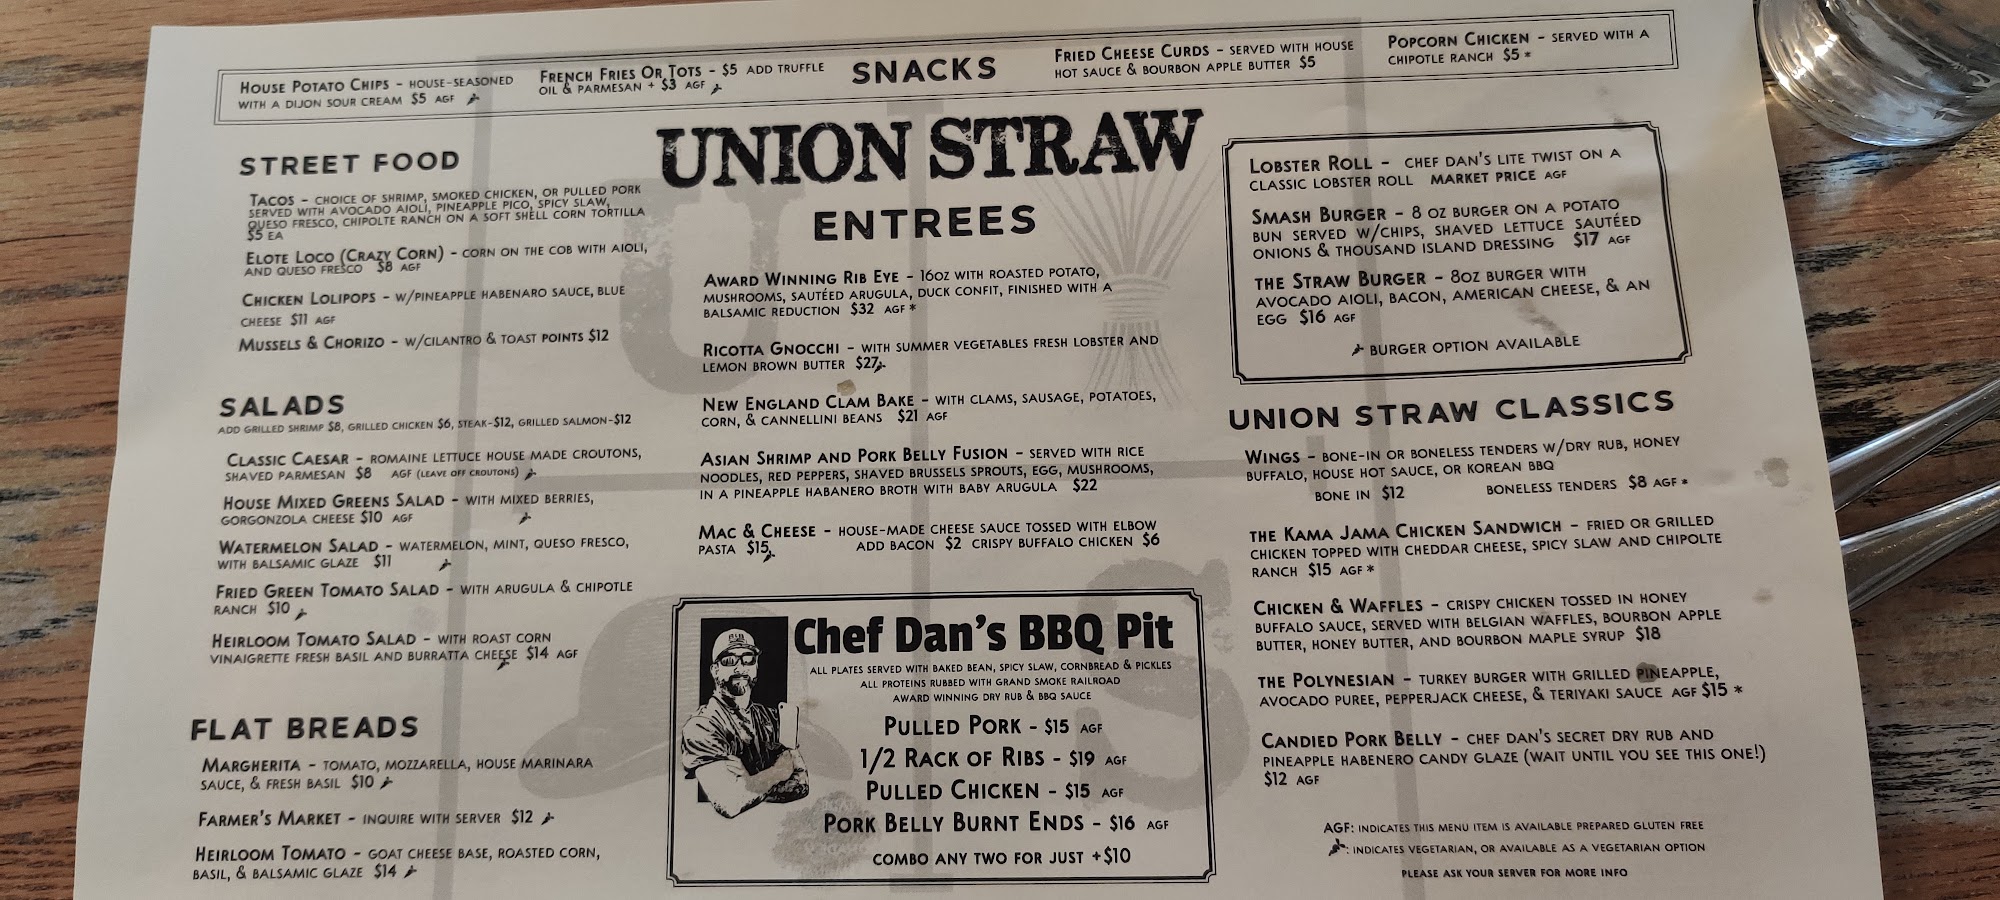 House Potato Chips - house-seasoned
with a dijon sour cream $5 AGF
French Fries Or Tots - $5 add truffle
oil & parmesan + $3 AGF
SNACKS
Fried Cheese Curds - served with house
hot sauce & bourbon apple butter $5
Popcorn Chicken - served with a
chipotle ranch $5 *
UNION STRAW
STREET FOOD
Tacos - choice of shrimp, smoked chicken, or pulled pork
served with avocado aioli, pineapple pico, spicy slaw,
queso fresco, chipolte ranch on a soft shell corn tortilla
$5 ea
Elote Loco (Crazy Corn) - corn on the cob with aioli,
and queso fresco $8 AGF
Chicken Lolipops - w/pineapple habenaro sauce, blue
cheese $11 AGF
Mussels & Chorizo - w/cilantro & toast points $12
SALADS
add grilled shrimp $8, grilled chicken $6, steak-$12, grilled salmon-$12
Classic Caesar - romaine lettuce house made croutons,
shaved parmesan $8 AGF (leave off croutons)
House Mixed Greens Salad - with mixed berries,
gorgonzola cheese $10 AGF
Watermelon Salad - watermelon, mint, queso fresco,
with balsamic glaze $11
Fried Green Tomato Salad - with arugula & chipotle
ranch $10
Heirloom Tomato Salad - with roast corn
vinaigrette fresh basil and burratta cheese $14 AGF
FLAT BREADS
Margherita - tomato, mozzarella, house marinara
sauce, & fresh basil $10
Farmer's Market - inquire with server $12
Heirloom Tomato - goat cheese base, roasted corn,
basil, & balsamic glaze $14
ENTREES
Award Winning Rib Eye - 16oz with roasted potato,
mushrooms, sautéed arugula, duck confit, finished with a
balsamic reduction $32 AGF *
Ricotta Gnocchi - with summer vegetables fresh lobster and
lemon brown butter $27
New England Clam Bake - with clams, sausage, potatoes,
corn, & cannellini beans $21 AGF
Asian Shrimp and Pork Belly Fusion - served with rice
noodles, red peppers, shaved brussels sprouts, egg, mushrooms,
in a pineapple habanero broth with baby arugula $22
Mac & Cheese - house-made cheese sauce tossed with elbow
pasta $15 add bacon $2 crispy buffalo chicken $6
Chef Dan's BBQ Pit
all plates served with baked bean, spicy slaw, cornbread & pickles
all proteins rubbed with Grand Smoke Railroad
award winning dry rub & bbq sauce
Pulled Pork - $15 AGF
1/2 Rack of Ribs - $19 AGF
Pulled Chicken - $15 AGF
Pork Belly Burnt Ends - $16 AGF
combo any two for just +$10
Lobster Roll - chef dan's lite twist on a
classic lobster roll market price AGF
Smash Burger - 8 oz burger on a potato
bun served w/chips, shaved lettuce sautéed
onions & thousand island dressing $17 AGF
the Straw Burger - 8oz burger with
avocado aioli, bacon, american cheese, & an
egg $16 AGF
burger option available
UNION STRAW CLASSICS
Wings - bone-in or boneless tenders w/dry rub, honey
buffalo, house hot sauce, or korean bbq
bone in $12 boneless tenders $8 AGF *
the Kama Jama Chicken Sandwich - fried or grilled
chicken topped with cheddar cheese, spicy slaw and chipolte
ranch $15 AGF *
Chicken & Waffles - crispy chicken tossed in honey
buffalo sauce, served with belgian waffles, bourbon apple
butter, honey butter, and bourbon maple syrup $18
the Polynesian - turkey burger with grilled pineapple,
avocado puree, pepperjack cheese, & teriyaki sauce AGF $15 *
Candied Pork Belly - chef dan's secret dry rub and
pineapple habenero candy glaze (wait until you see this one!)
$12 AGF
AGF: indicates this menu item is available prepared gluten free
: indicates vegetarian, or available as a vegetarian option
please ask your server for more info